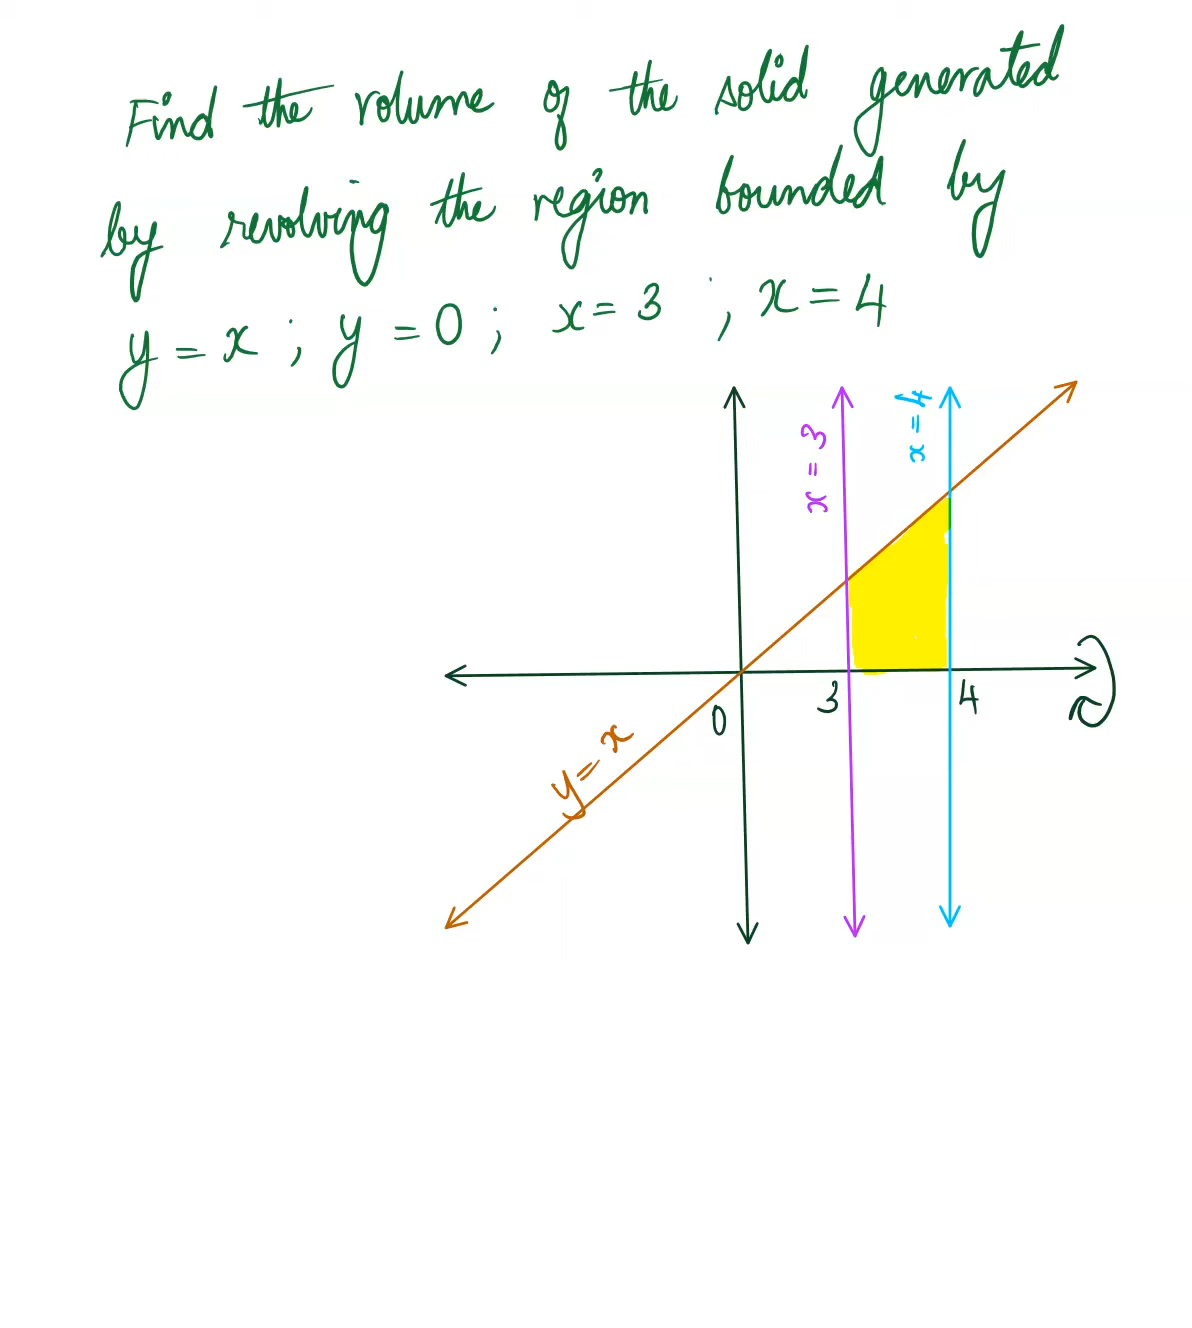 Find the volume of the solid generated
by revolving the region bounded by
y = x ; y = 0 ; x = 3 ; x = 4
x = 3
x = 4
0
3
4
y = x